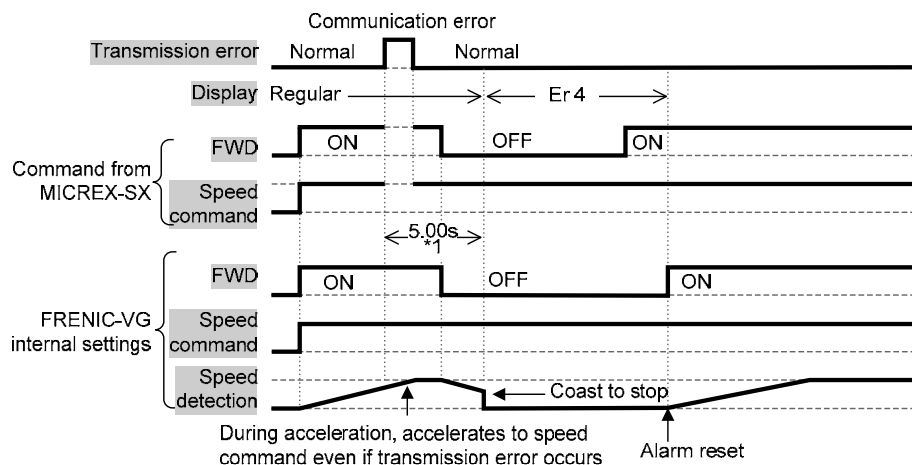 Communication error
Transmission error Normal Normal
Display Regular Er 4
Command from
MICREX-SX
FWD ON OFF ON
Speed
command
5.00s
*1
FRENIC-VG
internal settings
FWD ON OFF ON
Speed
command
Speed
detection
Coast to stop
During acceleration, accelerates to speed
command even if transmission error occurs
Alarm reset